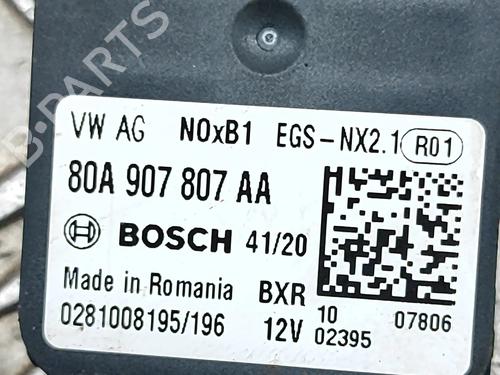 VW AG NOxB1 EGS-NX2.1 R01
80A 907 807 AA
BOSCH 41/20
Made in Romania BXR 10 07806
0281008195/196 12V 02395
B-PARTS